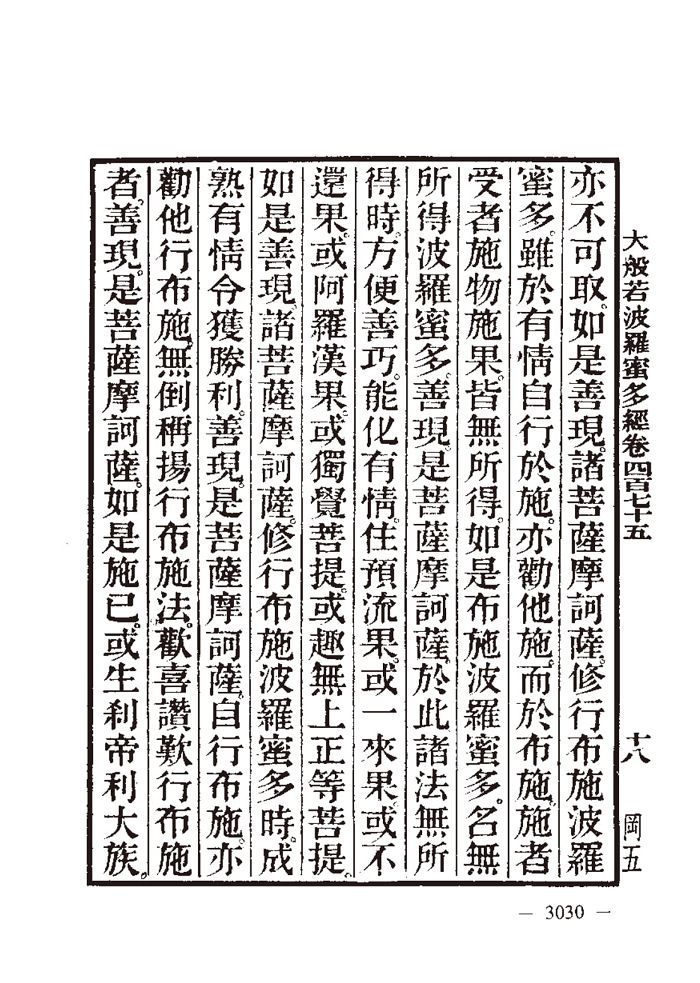 大般若波羅蜜多經卷四百七十五 十八 岡五
亦不可取。如是善現。諸菩薩摩訶薩。修行布施波羅
蜜多。雖於有情自行於施。亦勸他施。而於布施。施者
受者施物施果。皆無所得。如是布施波羅蜜多。名無
所得波羅蜜多。善現。是菩薩摩訶薩。於此諸法無所
得時。方便善巧。能化有情。住預流果。或一來果。或不
還果。或阿羅漢果。或獨覺菩提。或趣無上正等菩提。
如是善現。諸菩薩摩訶薩。修行布施波羅蜜多時。成
熟有情令獲勝利。善現。是菩薩摩訶薩。自行布施。亦
勸他行布施。無倒稱揚行布施法。歡喜讚歎行布施
者。善現。是菩薩摩訶薩。如是施已。或生刹帝利大族。
— 3030 —